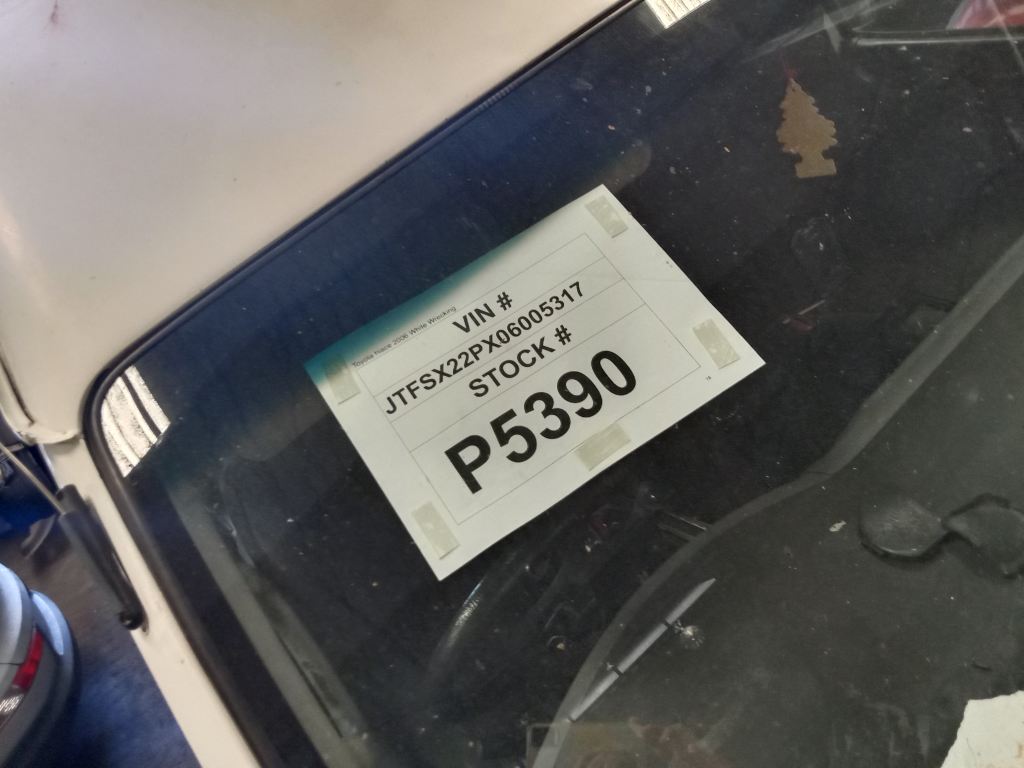 Toyota Hiace 2006 White Wrecking
VIN #
JTFSX22PX06005317
STOCK #
P5390